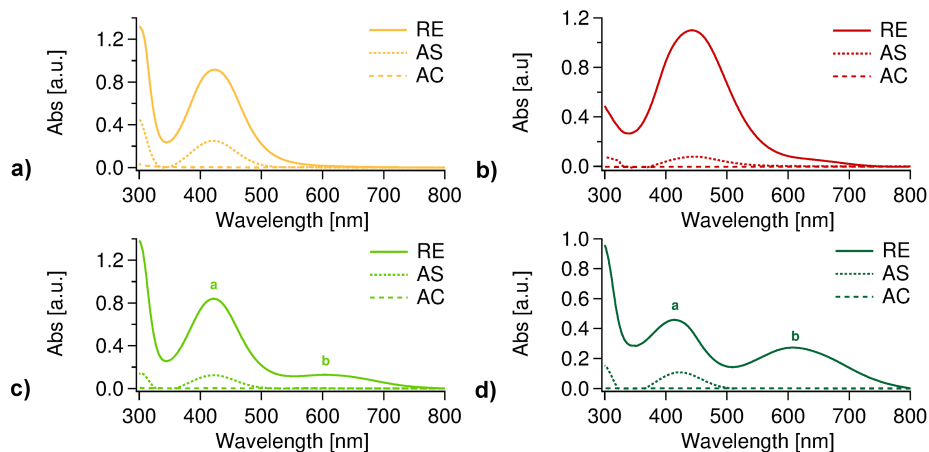 Abs [a.u.]
1.2
0.8
0.4
0.0
300 400 500 600 700 800
Wavelength [nm]
RE
AS
AC
a)
Abs [a.u]
1.2
0.8
0.4
0.0
300 400 500 600 700 800
Wavelength [nm]
RE
AS
AC
b)
Abs [a.u.]
1.2
0.8
0.4
0.0
300 400 500 600 700 800
Wavelength [nm]
RE
AS
AC
a
b
c)
Abs [a.u.]
1.0
0.8
0.6
0.4
0.2
0.0
300 400 500 600 700 800
Wavelength [nm]
RE
AS
AC
a
b
d)